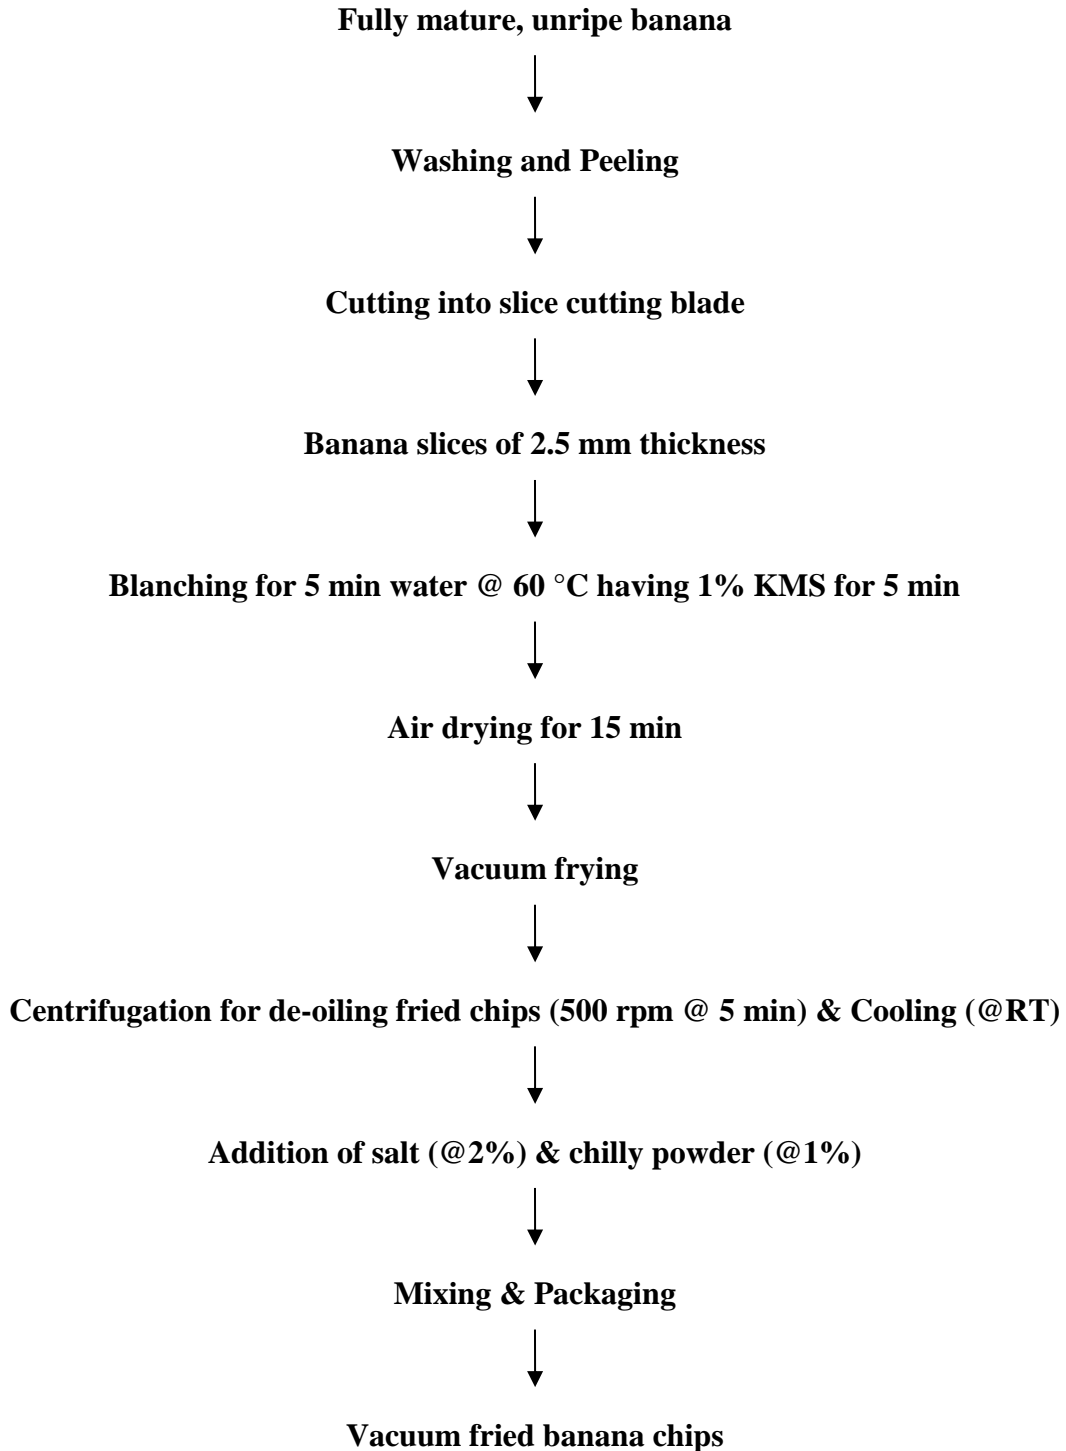 Fully mature, unripe banana
Washing and Peeling
Cutting into slice cutting blade
Banana slices of 2.5 mm thickness
Blanching for 5 min water @ 60 °C having 1% KMS for 5 min
Air drying for 15 min
Vacuum frying
Centrifugation for de-oiling fried chips (500 rpm @ 5 min) & Cooling (@RT)
Addition of salt (@2%) & chilly powder (@1%)
Mixing & Packaging
Vacuum fried banana chips